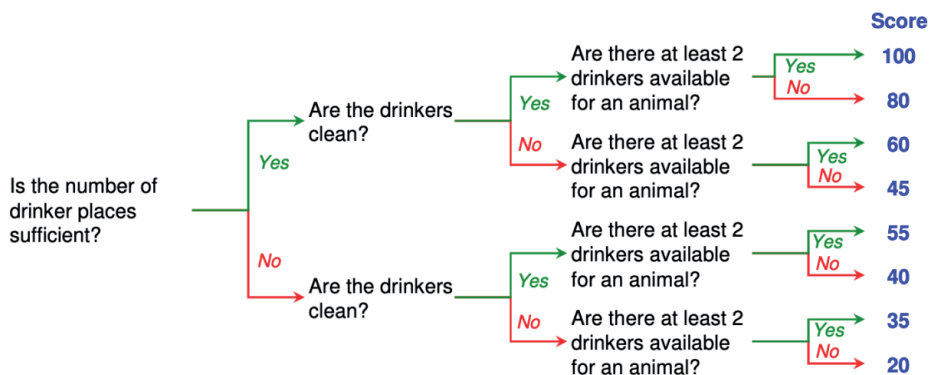 Score
Are there at least 2
drinkers available
for an animal?
Yes
100
No
80
Are the drinkers
clean?
Yes
No
Are there at least 2
drinkers available
for an animal?
Yes
60
No
45
Is the number of
drinker places
sufficient?
Yes
No
Are there at least 2
drinkers available
for an animal?
Yes
55
No
40
Are the drinkers
clean?
Yes
No
Are there at least 2
drinkers available
for an animal?
Yes
35
No
20